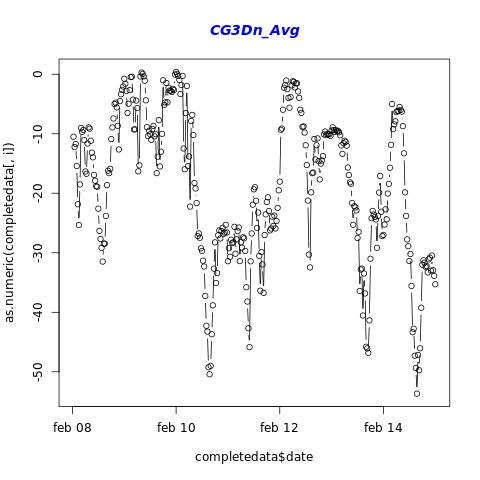 CG3Dn_Avg
as.numeric(completedata[, i])
0
-10
-20
-30
-40
-50
feb 08
feb 10
feb 12
feb 14
completedata$date